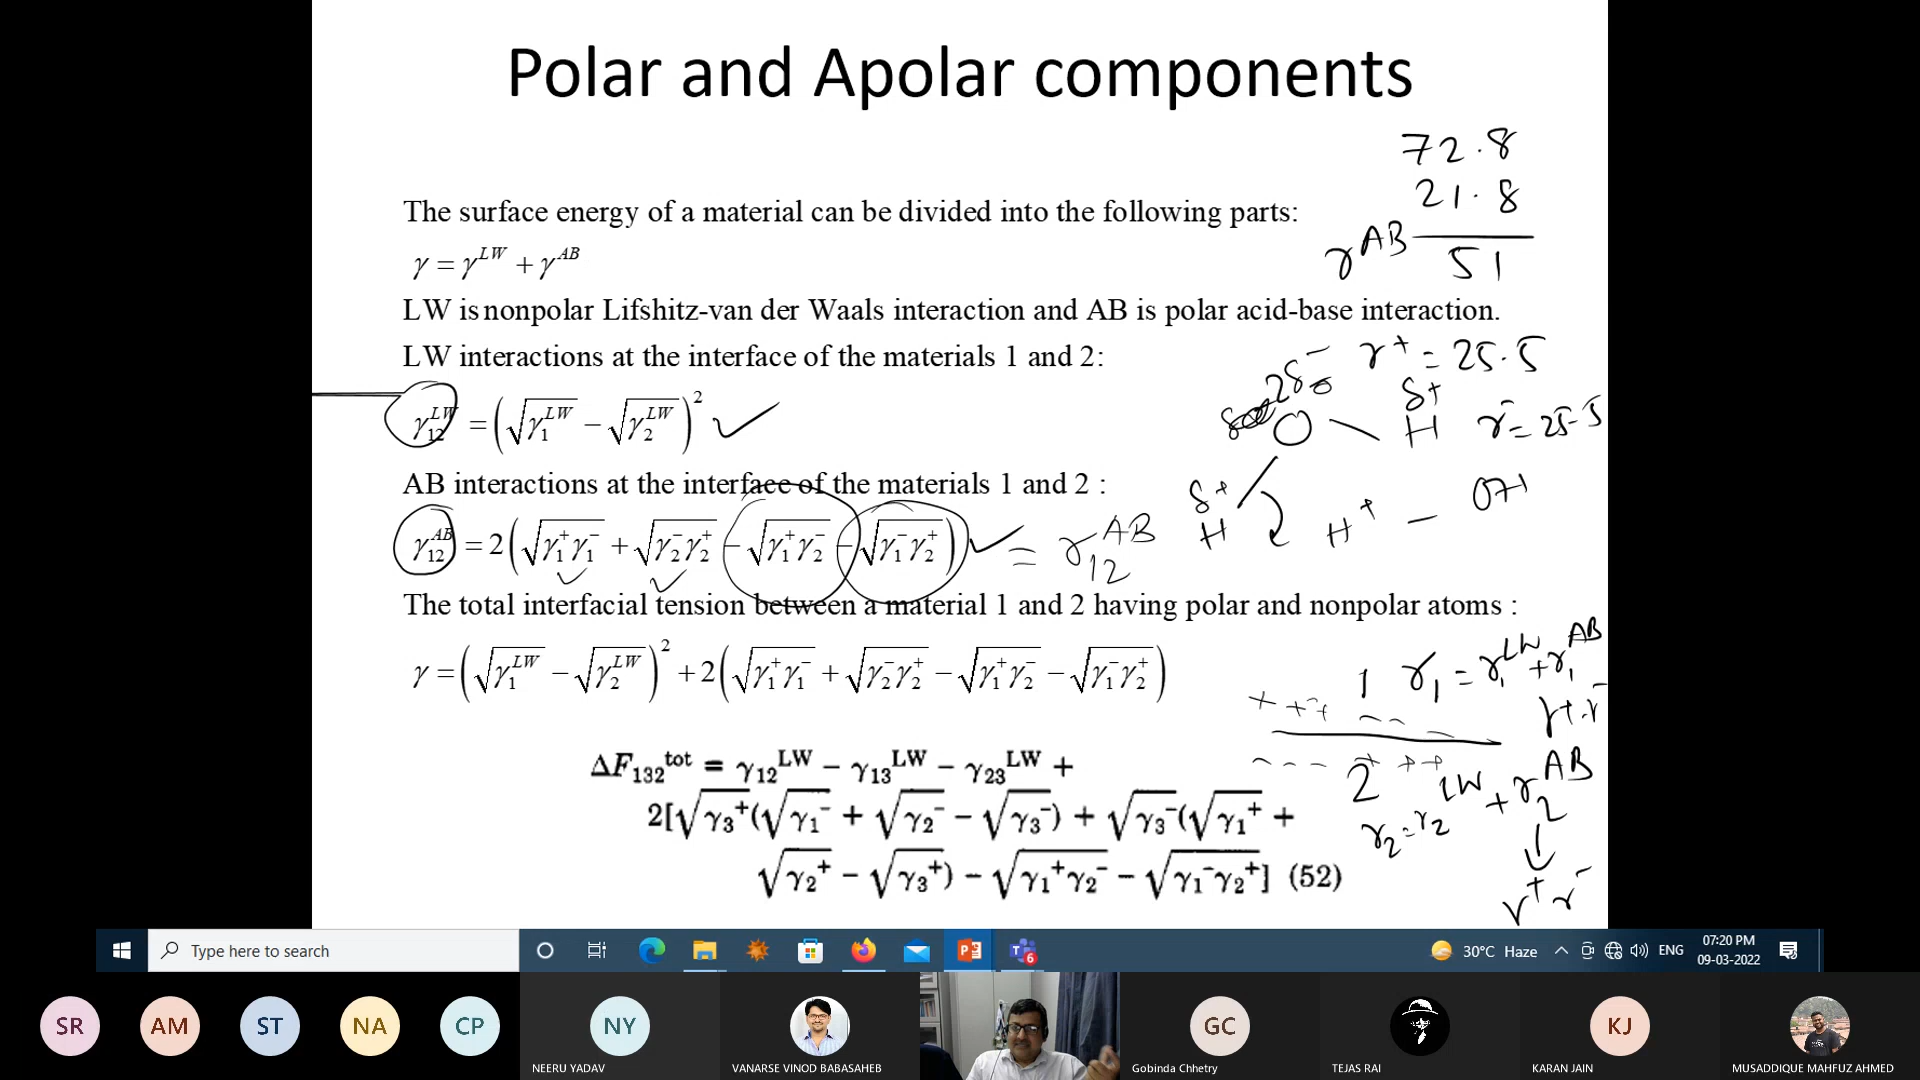 Polar and Apolar components
72.8
21.8
γ^AB 51
The surface energy of a material can be divided into the following parts:
γ = γ^LW + γ^AB
LW is nonpolar Lifshitz-van der Waals interaction and AB is polar acid-base interaction.
LW interactions at the interface of the materials 1 and 2:
γ⁺ = 25.5
γ₁₂^LW = (√γ₁^LW − √γ₂^LW)²
2δ⁻
δ⁺
O H γ⁻ = 25.5
AB interactions at the interface of the materials 1 and 2 :
δ⁺
H H⁺ − OH
γ₁₂^AB = 2(√γ₁⁺γ₁⁻ + √γ₂⁻γ₂⁺ − √γ₁⁺γ₂⁻ − √γ₁⁻γ₂⁺) = γ₁₂^AB
The total interfacial tension between a material 1 and 2 having polar and nonpolar atoms :
γ = (√γ₁^LW − √γ₂^LW)² + 2(√γ₁⁺γ₁⁻ + √γ₂⁻γ₂⁺ − √γ₁⁺γ₂⁻ − √γ₁⁻γ₂⁺)
1 γ₁ = γ₁^LW + γ₁^AB
γ⁺ . γ⁻
+ + +
− −
− − − 2 + + +
γ₂ = γ₂^LW + γ₂^AB
γ⁺ γ⁻
ΔF₁₃₂^tot = γ₁₂^LW − γ₁₃^LW − γ₂₃^LW +
2[√γ₃⁺(√γ₁⁻ + √γ₂⁻ − √γ₃⁻) + √γ₃⁻(√γ₁⁺ +
√γ₂⁺ − √γ₃⁺) − √γ₁⁺γ₂⁻ − √γ₁⁻γ₂⁺] (52)
Type here to search
6
30°C Haze
ENG
07:20 PM
09-03-2022
SR AM ST NA CP NY GC KJ
NEERU YADAV
VANARSE VINOD BABASAHEB
Gobinda Chhetry
TEJAS RAI
KARAN JAIN
MUSADDIQUE MAHFUZ AHMED